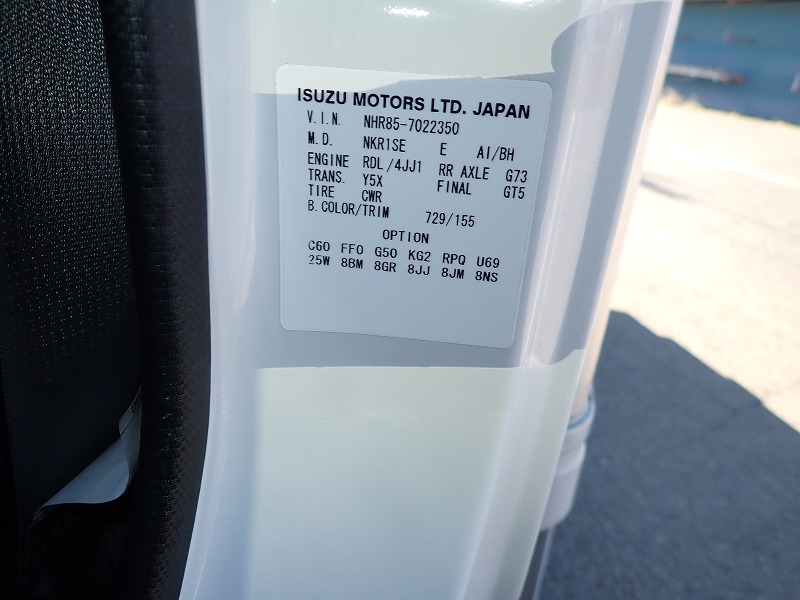 ISUZU MOTORS LTD. JAPAN
V.I.N. NHR85-7022350
M.D. NKR1SE E AI/BH
ENGINE RDL/4JJ1 RR AXLE G73
TRANS. Y5X FINAL GT5
TIRE CWR
B.COLOR/TRIM 729/155
OPTION
C60 FF0 G50 KG2 RPQ U69
25W 8BM 8GR 8JJ 8JM 8NS